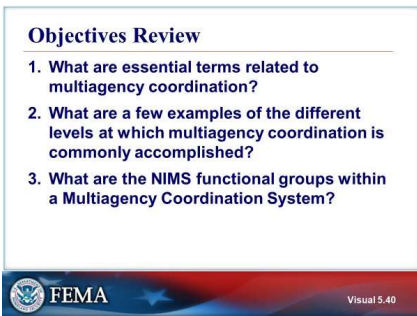 Objectives Review
1. What are essential terms related to
multiagency coordination?
2. What are a few examples of the different
levels at which multiagency coordination is
commonly accomplished?
3. What are the NIMS functional groups within
a Multiagency Coordination System?
FEMA
Visual 5.40